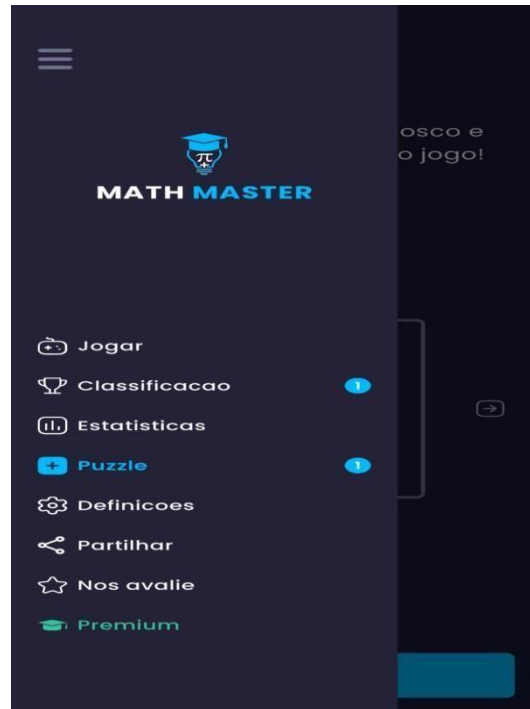 osco e
o jogo!
π
+
MATH MASTER
Jogar
Classificacao 1
Estatisticas
Puzzle 1
Definicoes
Partilhar
Nos avalie
Premium